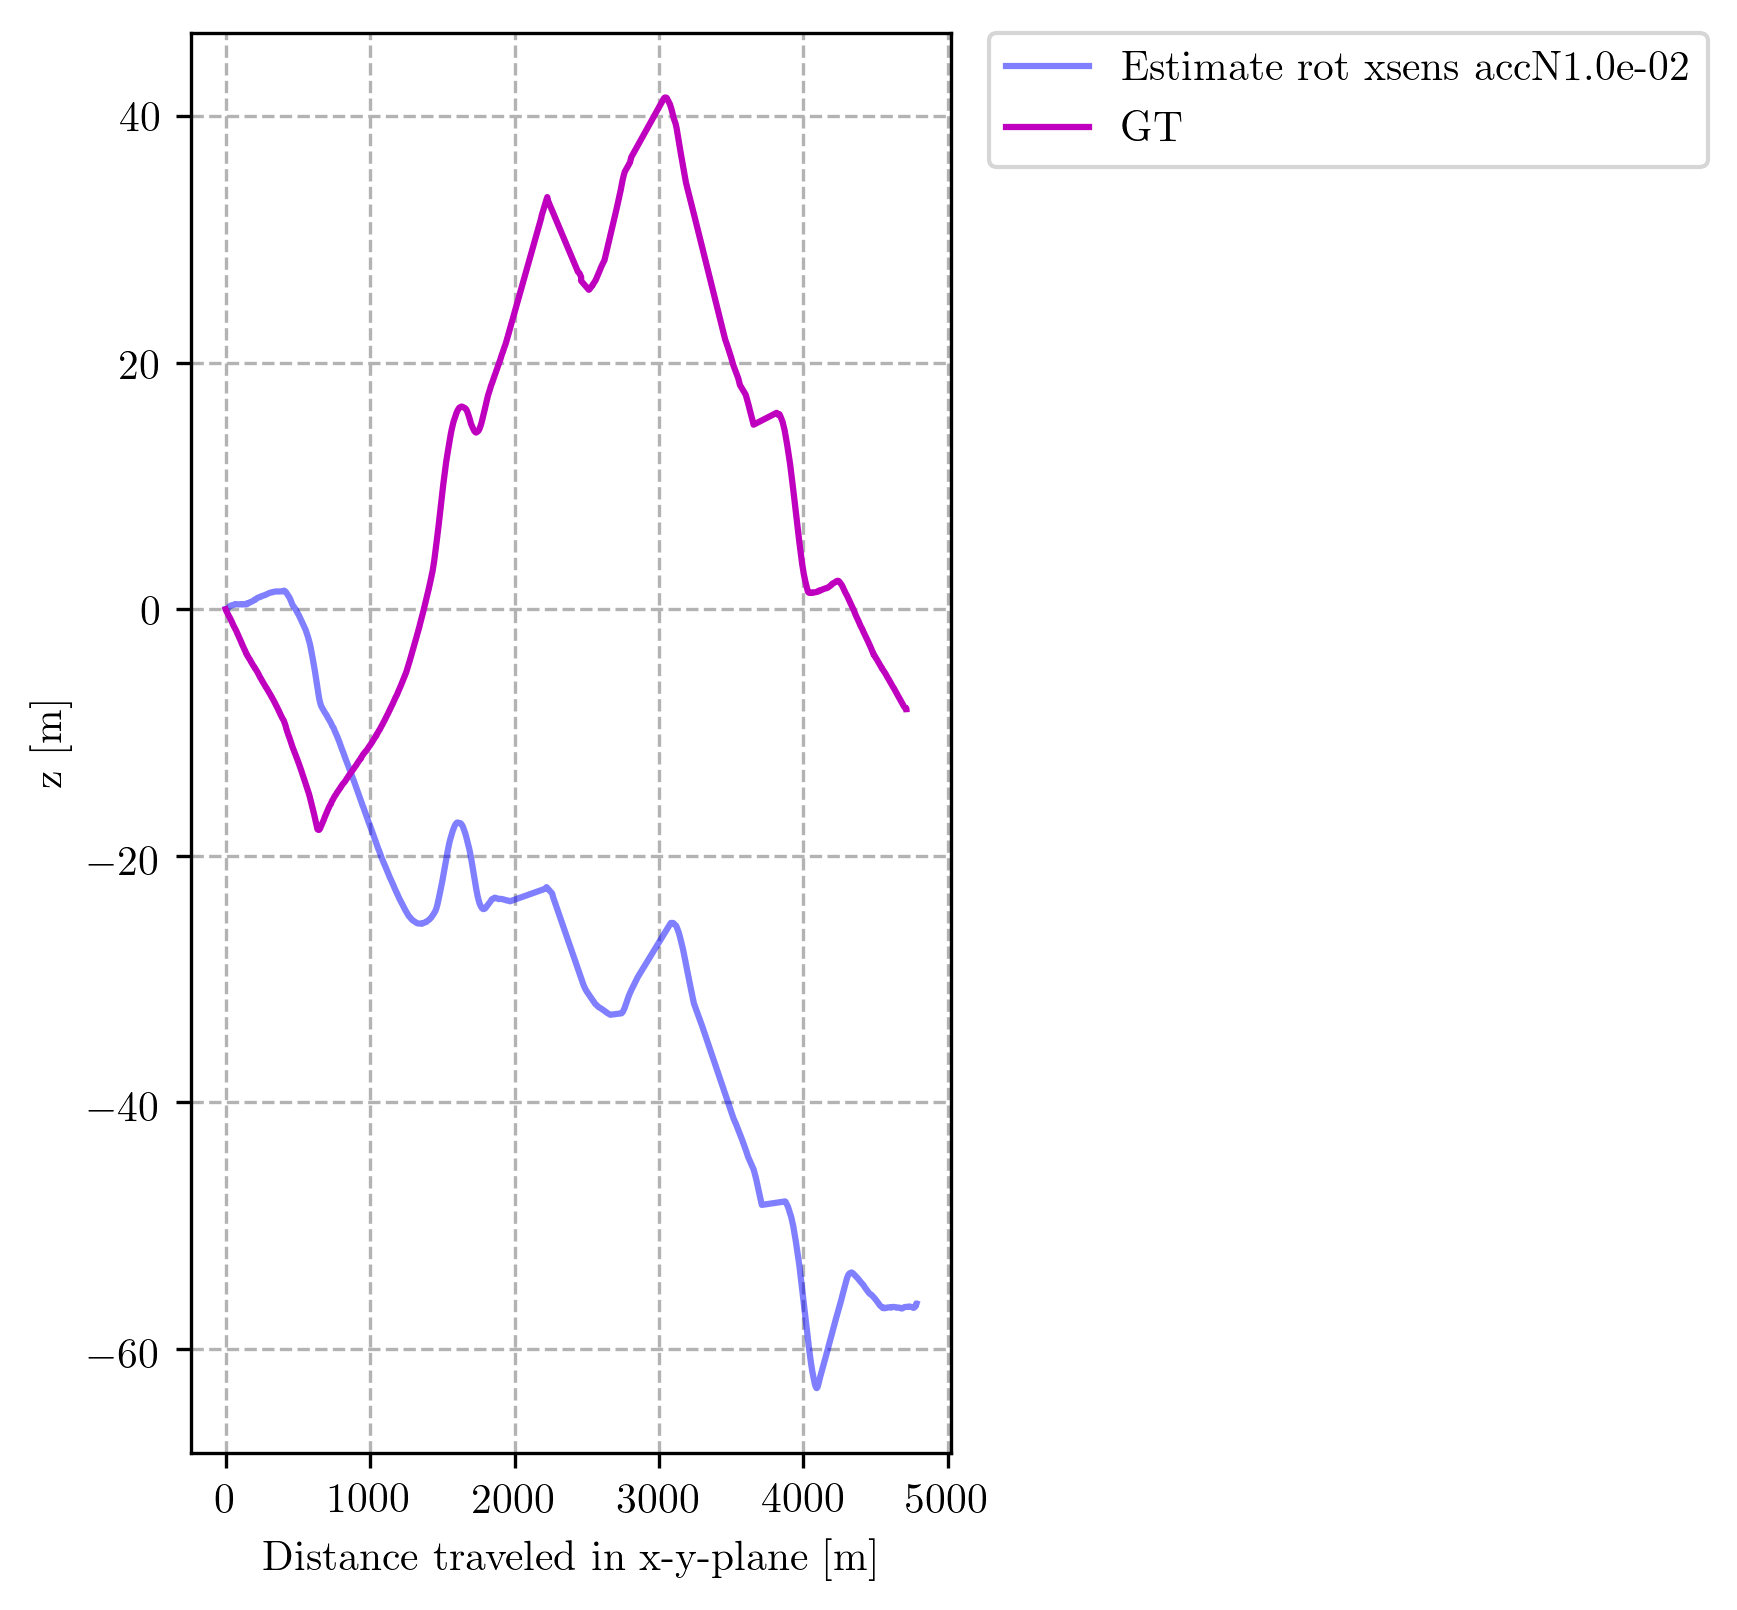 Estimate rot xsens accN1.0e-02
GT
40
20
0
−20
−40
−60
z [m]
0 1000 2000 3000 4000 5000
Distance traveled in x-y-plane [m]